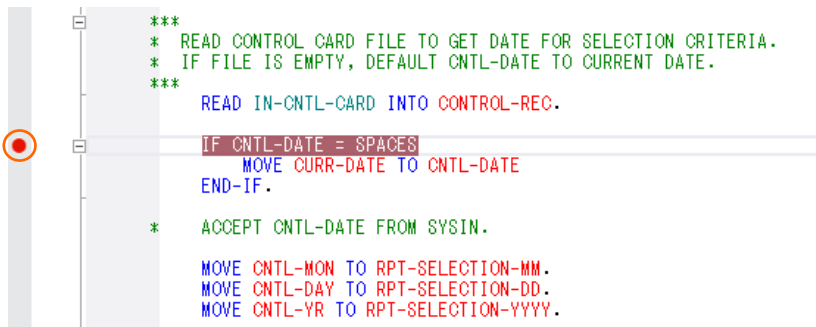 ***
* READ CONTROL CARD FILE TO GET DATE FOR SELECTION CRITERIA.
* IF FILE IS EMPTY, DEFAULT CNTL-DATE TO CURRENT DATE.
***
READ IN-CNTL-CARD INTO CONTROL-REC.
IF CNTL-DATE = SPACES
MOVE CURR-DATE TO CNTL-DATE
END-IF.
* ACCEPT CNTL-DATE FROM SYSIN.
MOVE CNTL-MON TO RPT-SELECTION-MM.
MOVE CNTL-DAY TO RPT-SELECTION-DD.
MOVE CNTL-YR TO RPT-SELECTION-YYYY.